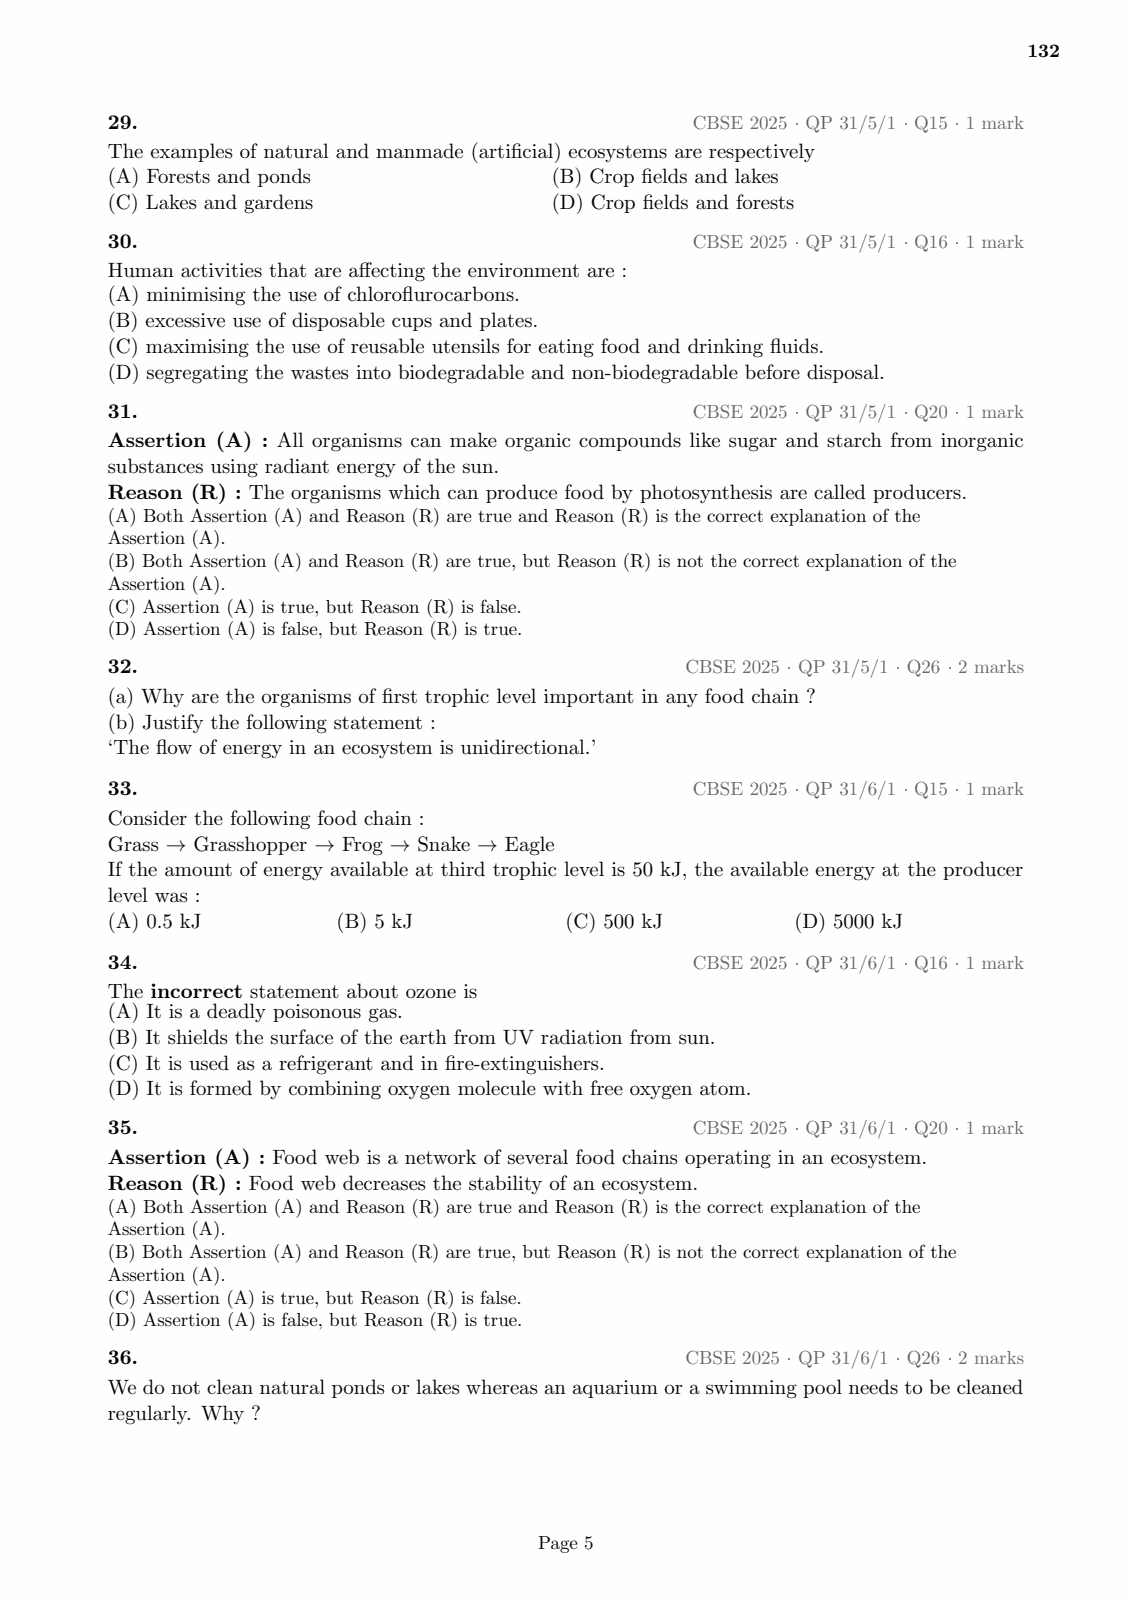 132
29. CBSE 2025 · QP 31/5/1 · Q15 · 1 mark
The examples of natural and manmade (artificial) ecosystems are respectively
(A) Forests and ponds (B) Crop fields and lakes
(C) Lakes and gardens (D) Crop fields and forests
30. CBSE 2025 · QP 31/5/1 · Q16 · 1 mark
Human activities that are affecting the environment are :
(A) minimising the use of chloroflurocarbons.
(B) excessive use of disposable cups and plates.
(C) maximising the use of reusable utensils for eating food and drinking fluids.
(D) segregating the wastes into biodegradable and non-biodegradable before disposal.
31. CBSE 2025 · QP 31/5/1 · Q20 · 1 mark
Assertion (A) : All organisms can make organic compounds like sugar and starch from inorganic
substances using radiant energy of the sun.
Reason (R) : The organisms which can produce food by photosynthesis are called producers.
(A) Both Assertion (A) and Reason (R) are true and Reason (R) is the correct explanation of the
Assertion (A).
(B) Both Assertion (A) and Reason (R) are true, but Reason (R) is not the correct explanation of the
Assertion (A).
(C) Assertion (A) is true, but Reason (R) is false.
(D) Assertion (A) is false, but Reason (R) is true.
32. CBSE 2025 · QP 31/5/1 · Q26 · 2 marks
(a) Why are the organisms of first trophic level important in any food chain ?
(b) Justify the following statement :
‘The flow of energy in an ecosystem is unidirectional.’
33. CBSE 2025 · QP 31/6/1 · Q15 · 1 mark
Consider the following food chain :
Grass → Grasshopper → Frog → Snake → Eagle
If the amount of energy available at third trophic level is 50 kJ, the available energy at the producer
level was :
(A) 0.5 kJ (B) 5 kJ (C) 500 kJ (D) 5000 kJ
34. CBSE 2025 · QP 31/6/1 · Q16 · 1 mark
The incorrect statement about ozone is
(A) It is a deadly poisonous gas.
(B) It shields the surface of the earth from UV radiation from sun.
(C) It is used as a refrigerant and in fire-extinguishers.
(D) It is formed by combining oxygen molecule with free oxygen atom.
35. CBSE 2025 · QP 31/6/1 · Q20 · 1 mark
Assertion (A) : Food web is a network of several food chains operating in an ecosystem.
Reason (R) : Food web decreases the stability of an ecosystem.
(A) Both Assertion (A) and Reason (R) are true and Reason (R) is the correct explanation of the
Assertion (A).
(B) Both Assertion (A) and Reason (R) are true, but Reason (R) is not the correct explanation of the
Assertion (A).
(C) Assertion (A) is true, but Reason (R) is false.
(D) Assertion (A) is false, but Reason (R) is true.
36. CBSE 2025 · QP 31/6/1 · Q26 · 2 marks
We do not clean natural ponds or lakes whereas an aquarium or a swimming pool needs to be cleaned
regularly. Why ?
Page 5